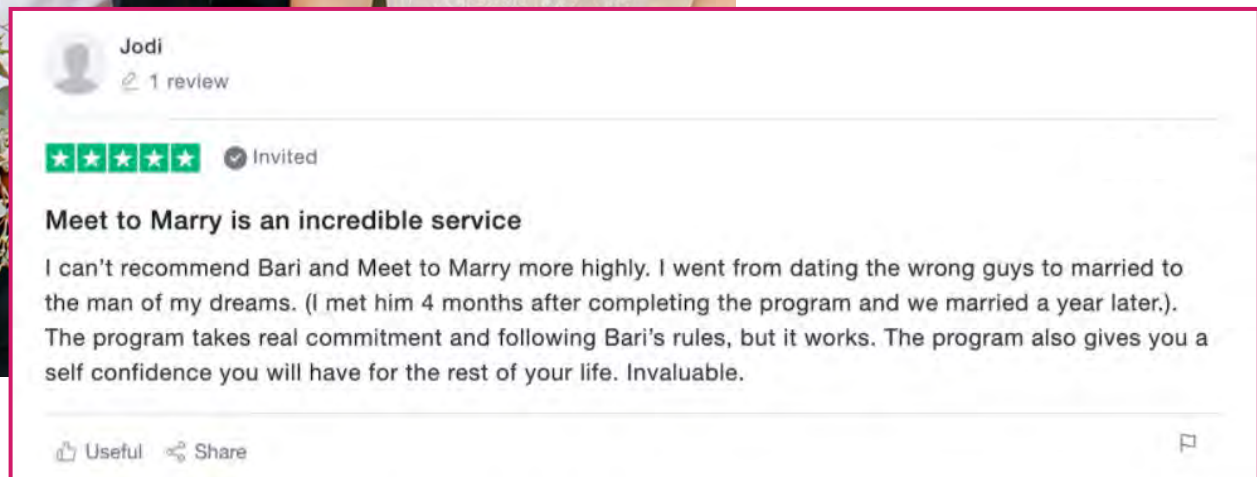 Jodi
1 review
Invited
Meet to Marry is an incredible service
I can't recommend Bari and Meet to Marry more highly. I went from dating the wrong guys to married to
the man of my dreams. (I met him 4 months after completing the program and we married a year later.).
The program takes real commitment and following Bari's rules, but it works. The program also gives you a
self confidence you will have for the rest of your life. Invaluable.
Useful Share